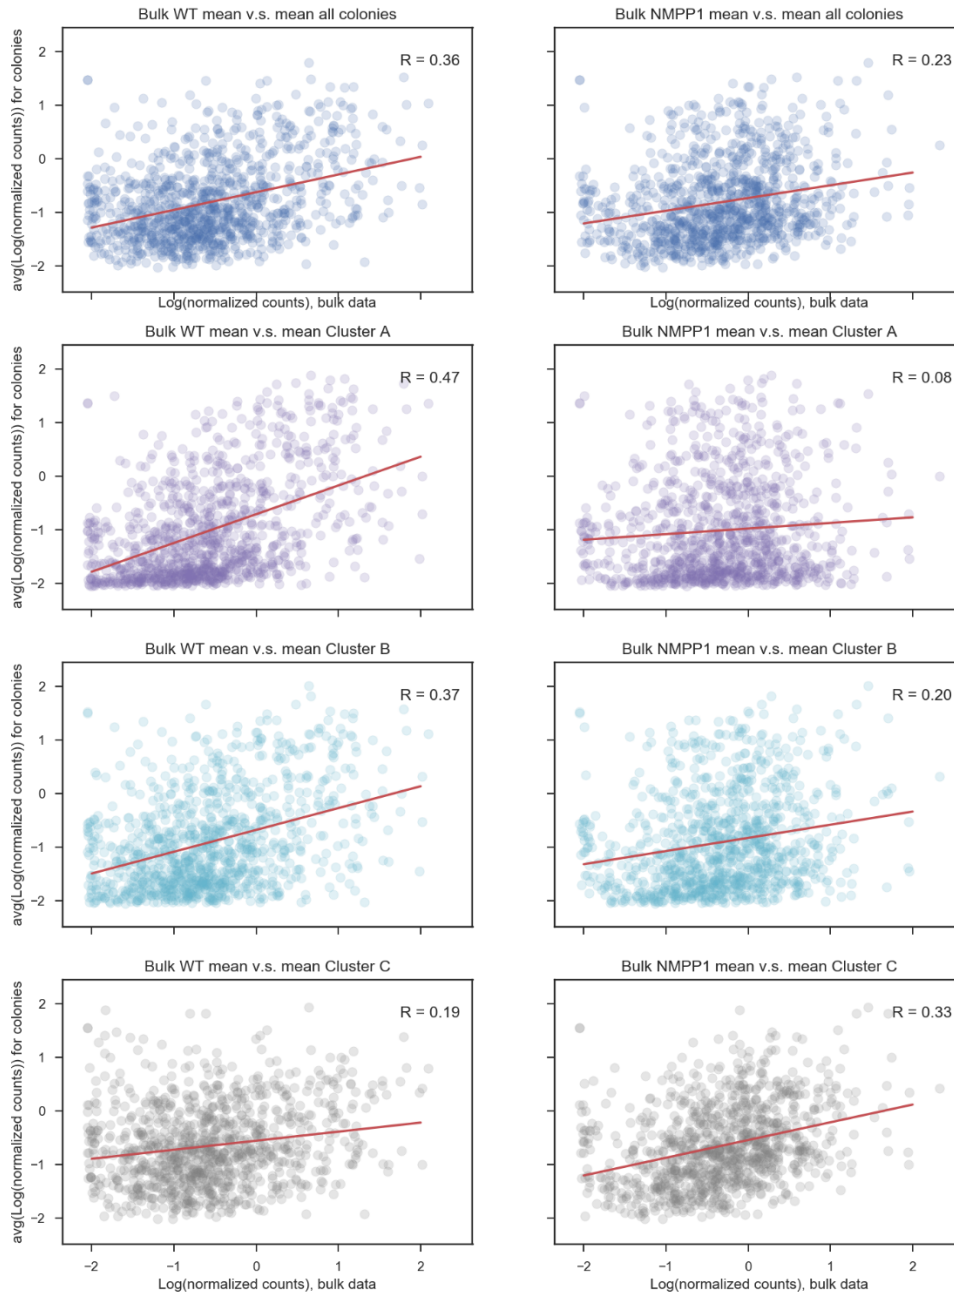 Bulk WT mean v.s. mean all colonies
Bulk NMPP1 mean v.s. mean all colonies
avg(Log(normalized counts)) for colonies
2
1
0
−1
−2
R = 0.36
R = 0.23
Log(normalized counts), bulk data
Log(normalized counts), bulk data
Bulk WT mean v.s. mean Cluster A
Bulk NMPP1 mean v.s. mean Cluster A
avg(Log(normalized counts)) for colonies
2
1
0
−1
−2
R = 0.47
R = 0.08
Bulk WT mean v.s. mean Cluster B
Bulk NMPP1 mean v.s. mean Cluster B
avg(Log(normalized counts)) for colonies
2
1
0
−1
−2
R = 0.37
R = 0.20
Bulk WT mean v.s. mean Cluster C
Bulk NMPP1 mean v.s. mean Cluster C
avg(Log(normalized counts)) for colonies
2
1
0
−1
−2
R = 0.19
R = 0.33
−2 −1 0 1 2
−2 −1 0 1 2
Log(normalized counts), bulk data
Log(normalized counts), bulk data